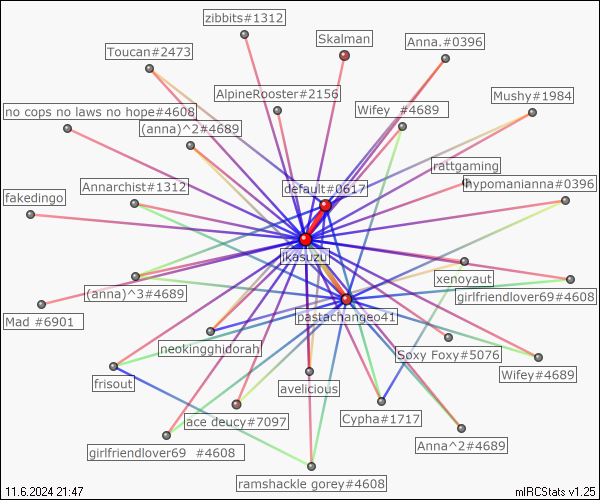 zibbits#1312
Skalman
Anna.#0396
Toucan#2473
AlpineRooster#2156
Mushy#1984
no cops no laws no hope#4608
Wifey  #4689
(anna)^2#4689
rattgaming
Annarchist#1312
default#0617
hypomanianna#0396
fakedingo
jkasuzu
xenoyaut
(anna)^3#4689
girlfriendlover69#4608
Mad #6901
pastachangeo41
neokingghidorah
Soxy Foxy#5076
Wifey#4689
frisout
avelicious
ace deucy#7097
Cypha#1717
Anna^2#4689
girlfriendlover69  #4608
ramshackle gorey#4608
11.6.2024 21:47
mIRCStats v1.25